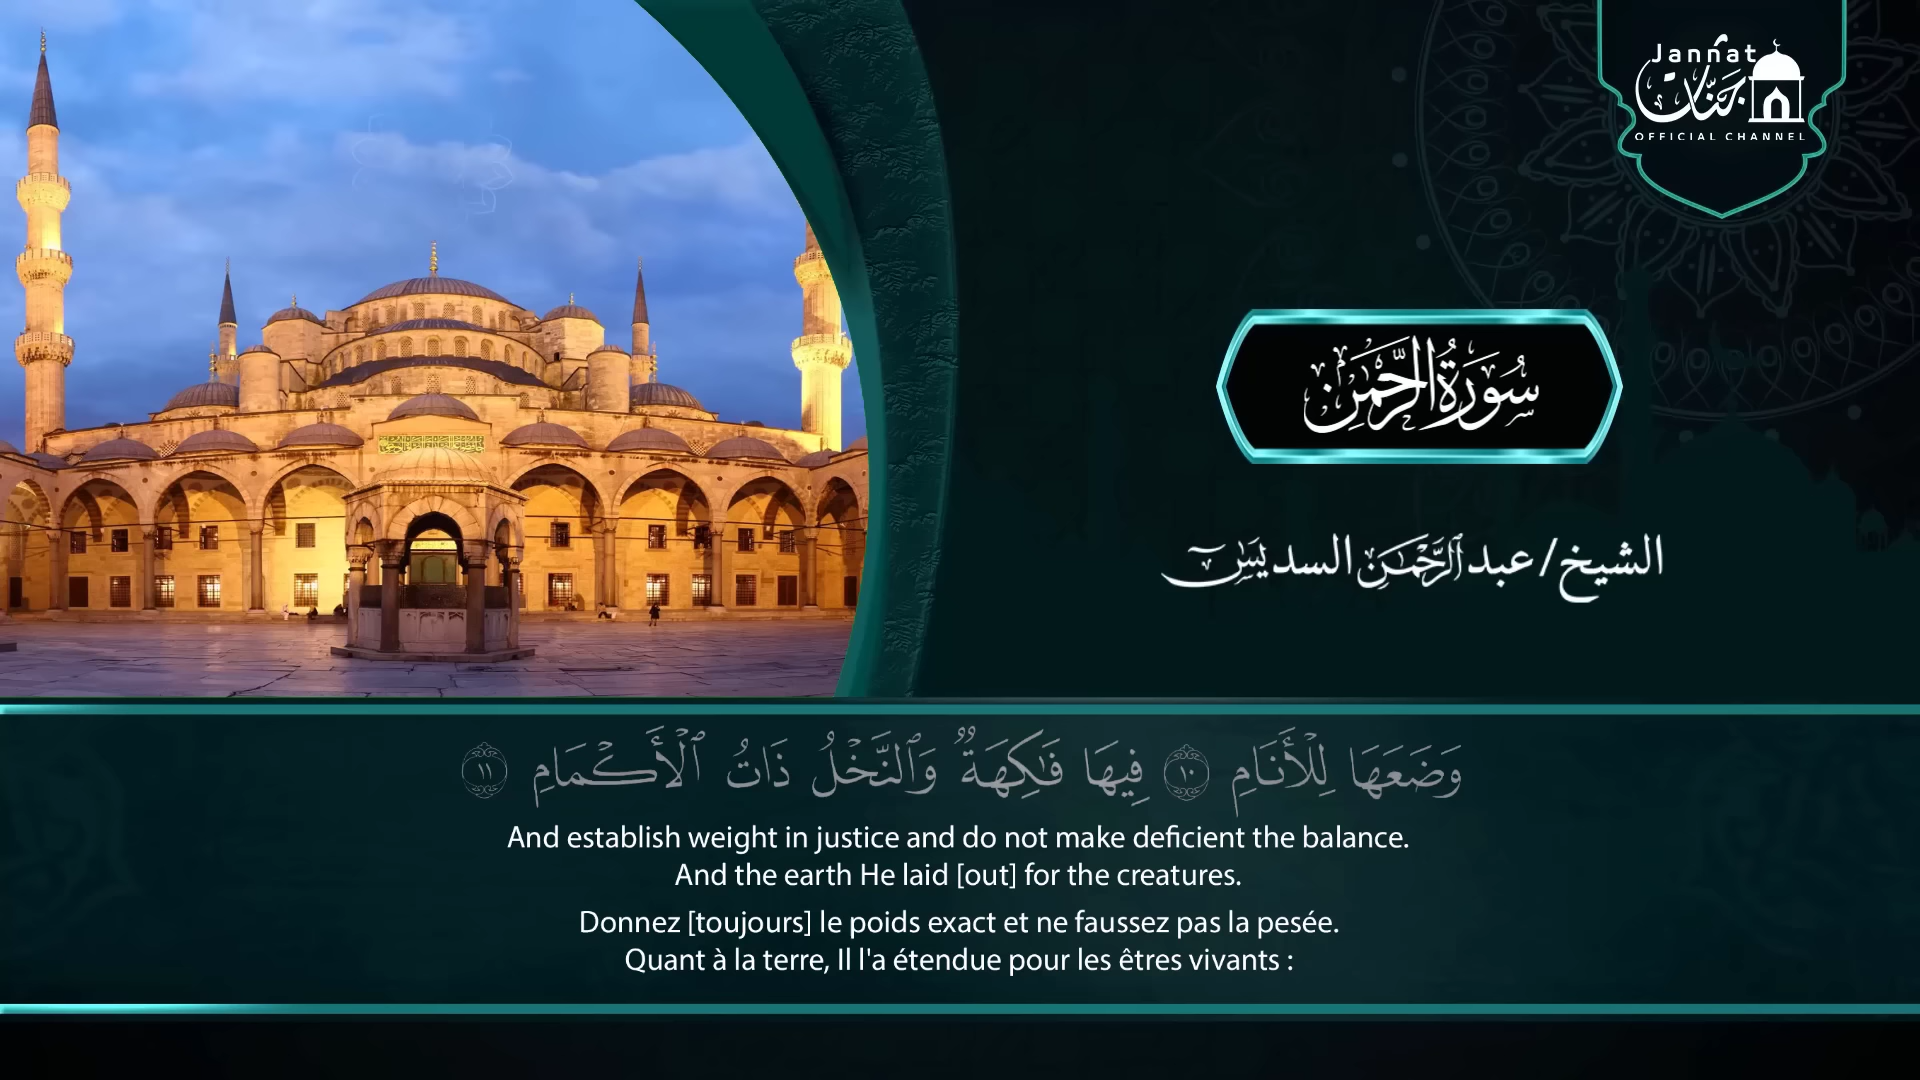 Jannat
جنات
OFFICIAL CHANNEL
سُورَةُ الرَّحْمَٰن
الشيخ / عبد الرَّحْمَٰن السديس
وَضَعَهَا لِلْأَنَامِ ١٠ فِيهَا فَاكِهَةٌ وَالنَّخْلُ ذَاتُ الْأَكْمَامِ ١١
And establish weight in justice and do not make deficient the balance.
And the earth He laid [out] for the creatures.
Donnez [toujours] le poids exact et ne faussez pas la pesée.
Quant à la terre, Il l'a étendue pour les êtres vivants :